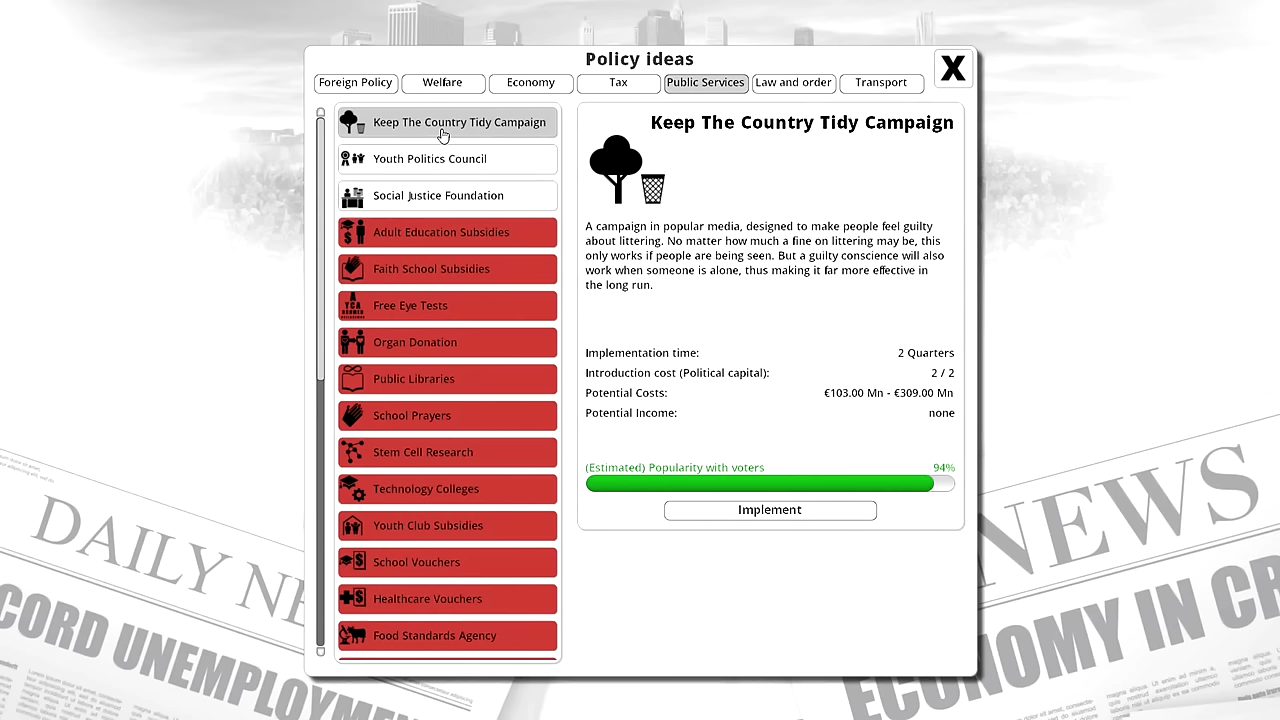 Policy ideas
X
Foreign Policy
Welfare
Economy
Tax
Public Services
Law and order
Transport
Keep The Country Tidy Campaign
Youth Politics Council
Social Justice Foundation
Adult Education Subsidies
Faith School Subsidies
Free Eye Tests
Organ Donation
Public Libraries
School Prayers
Stem Cell Research
Technology Colleges
Youth Club Subsidies
School Vouchers
Healthcare Vouchers
Food Standards Agency
Keep The Country Tidy Campaign
A campaign in popular media, designed to make people feel guilty
about littering. No matter how much a fine on littering may be, this
only works if people are being seen. But a guilty conscience will also
work when someone is alone, thus making it far more effective in
the long run.
Implementation time: 2 Quarters
Introduction cost (Political capital): 2 / 2
Potential Costs: €103.00 Mn - €309.00 Mn
Potential Income: none
(Estimated) Popularity with voters 94%
Implement
DAILY NE
CORD UNEMPLOYM
NEWS
ECONOMY IN CR